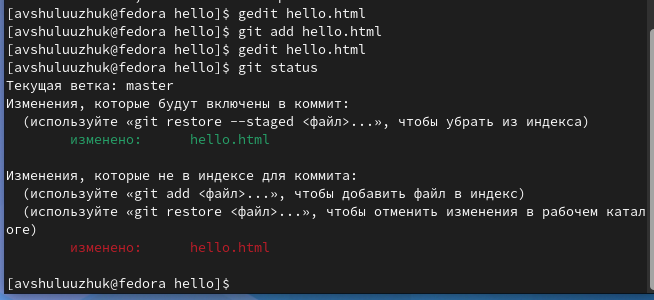 [avshuluuzhuk@fedora hello]$ gedit hello.html
[avshuluuzhuk@fedora hello]$ git add hello.html
[avshuluuzhuk@fedora hello]$ gedit hello.html
[avshuluuzhuk@fedora hello]$ git status
Текущая ветка: master
Изменения, которые будут включены в коммит:
  (используйте «git restore --staged <файл>...», чтобы убрать из индекса)
        изменено:      hello.html

Изменения, которые не в индексе для коммита:
  (используйте «git add <файл>...», чтобы добавить файл в индекс)
  (используйте «git restore <файл>...», чтобы отменить изменения в рабочем катал
оге)
        изменено:      hello.html

[avshuluuzhuk@fedora hello]$